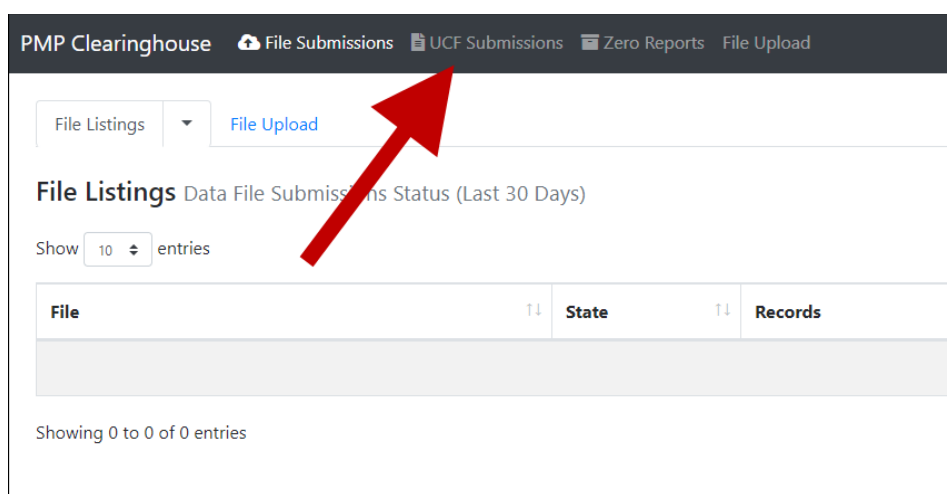 PMP Clearinghouse File Submissions UCF Submissions Zero Reports File Upload
File Listings File Upload
File Listings Data File Submissions Status (Last 30 Days)
Show 10 entries
File State Records
Showing 0 to 0 of 0 entries